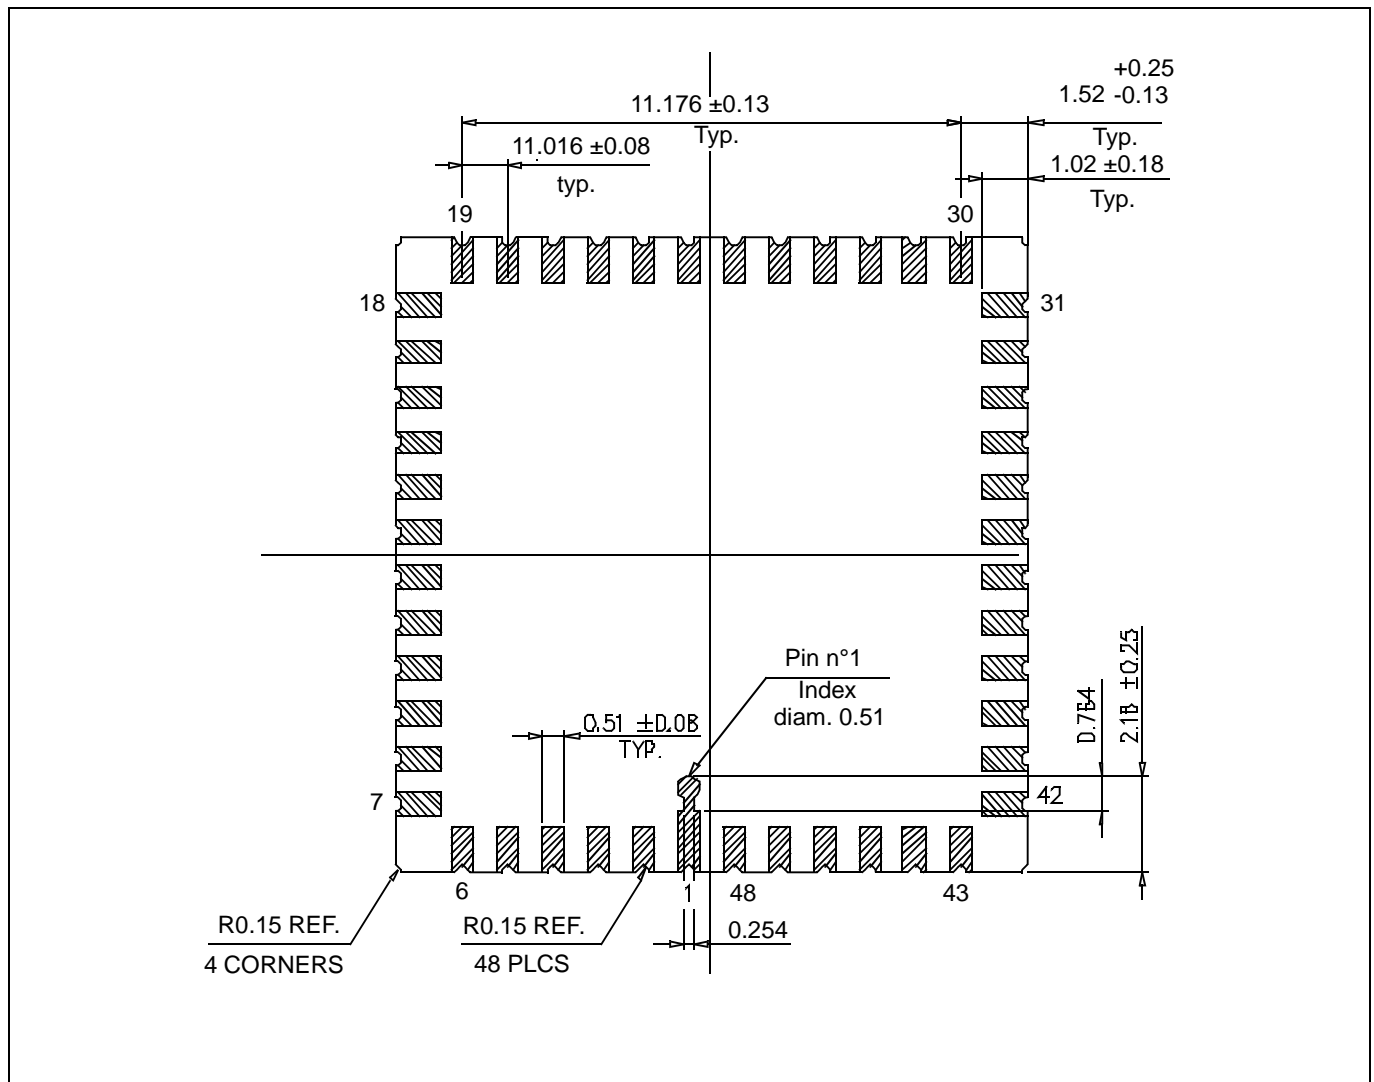 +0.25
1.52 -0.13
Typ.
11.176 ±0.13
Typ.
11.016 ±0.08
typ.
1.02 ±0.18
Typ.
19
30
18
31
Pin n°1
Index
diam. 0.51
0.51 ±0.08
TYP.
0.764
2.18 ±0.25
7
42
6
1
48
43
R0.15 REF.
4 CORNERS
R0.15 REF.
48 PLCS
0.254